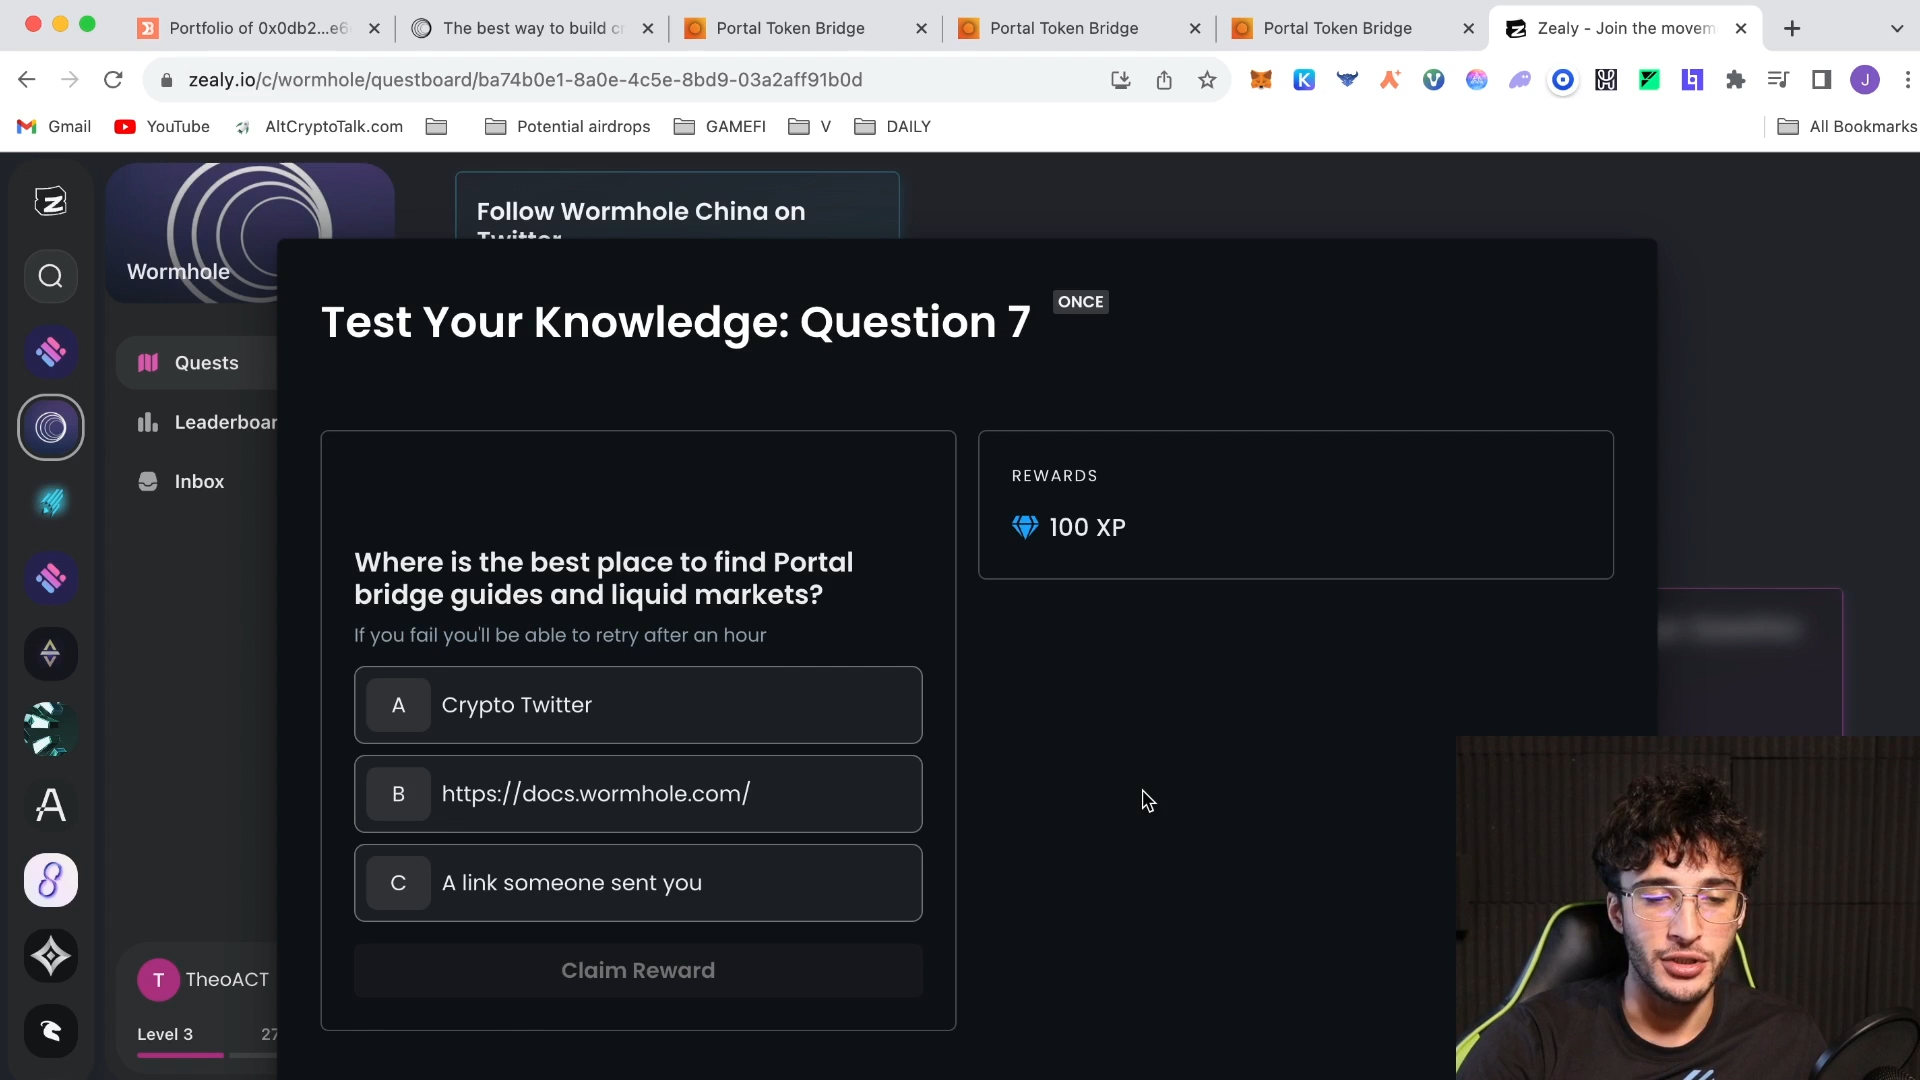 Portfolio of 0x0db2...e6
The best way to build cr
Portal Token Bridge
Portal Token Bridge
Portal Token Bridge
Zealy - Join the movem
zealy.io/c/wormhole/questboard/ba74b0e1-8a0e-4c5e-8bd9-03a2aff91b0d
J
Gmail
YouTube
AltCryptoTalk.com
Potential airdrops
GAMEFI
V
DAILY
All Bookmarks
Wormhole
Follow Wormhole China on
Twitter
Quests
Leaderboar
Inbox
Test Your Knowledge: Question 7
ONCE
Where is the best place to find Portal
bridge guides and liquid markets?
If you fail you'll be able to retry after an hour
A Crypto Twitter
B https://docs.wormhole.com/
C A link someone sent you
Claim Reward
REWARDS
100 XP
T TheoACT
Level 3
27